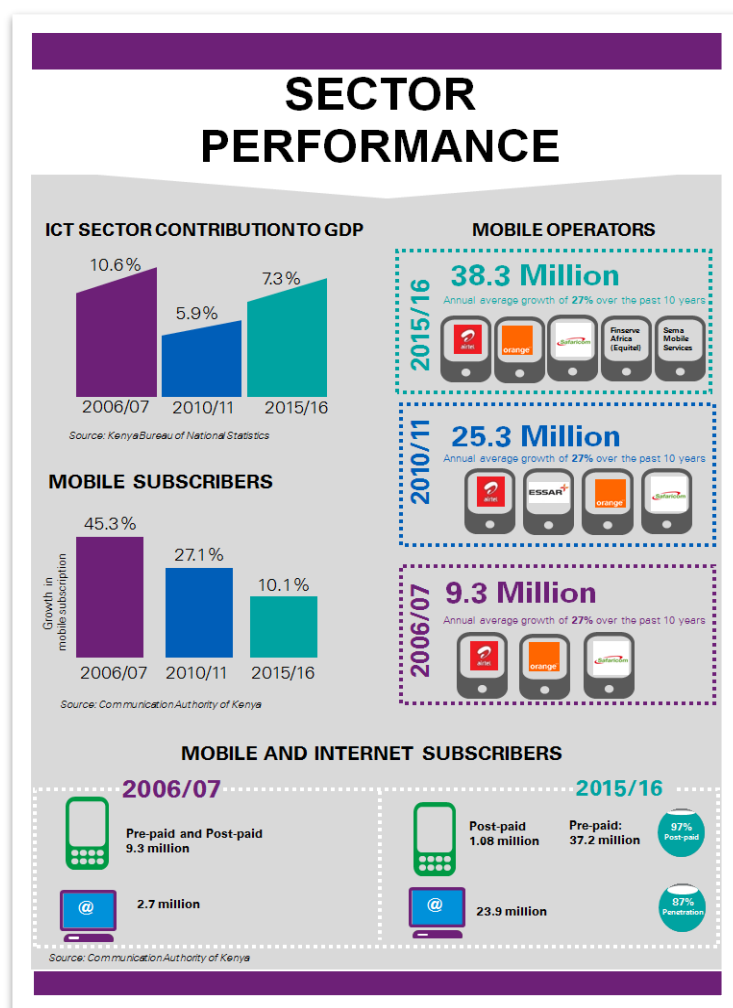 SECTOR
PERFORMANCE
ICT SECTOR CONTRIBUTION TO GDP
10.6%
5.9%
7.3%
2006/07
2010/11
2015/16
Source: Kenya Bureau of National Statistics
MOBILE SUBSCRIBERS
Growth in
mobile subscription
45.3%
27.1%
10.1%
2006/07
2010/11
2015/16
Source: Communication Authority of Kenya
MOBILE OPERATORS
2015/16
38.3 Million
Annual average growth of 27% over the past 10 years
airtel
orange
Safaricom
Finserve
Africa
(Equitel)
Sema
Mobile
Services
2010/11
25.3 Million
Annual average growth of 27% over the past 10 years
airtel
ESSAR
orange
Safaricom
2006/07
9.3 Million
Annual average growth of 27% over the past 10 years
airtel
orange
Safaricom
MOBILE AND INTERNET SUBSCRIBERS
2006/07
Pre-paid and Post-paid
9.3 million
@
2.7 million
2015/16
Post-paid
1.08 million
Pre-paid:
37.2 million
97%
Post-paid
@
23.9 million
87%
Penetration
Source: Communication Authority of Kenya